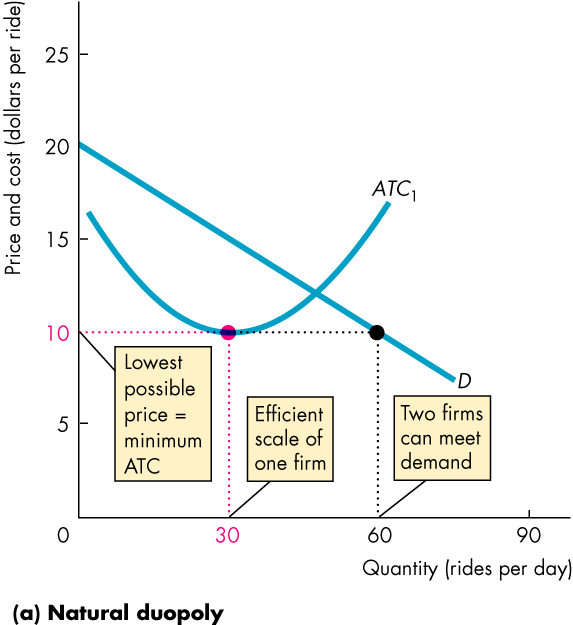 Price and cost (dollars per ride)
25
20
15
10
5
0
ATC1
D
Lowest
possible
price =
minimum
ATC
Efficient
scale of
one firm
Two firms
can meet
demand
30
60
90
Quantity (rides per day)
(a) Natural duopoly